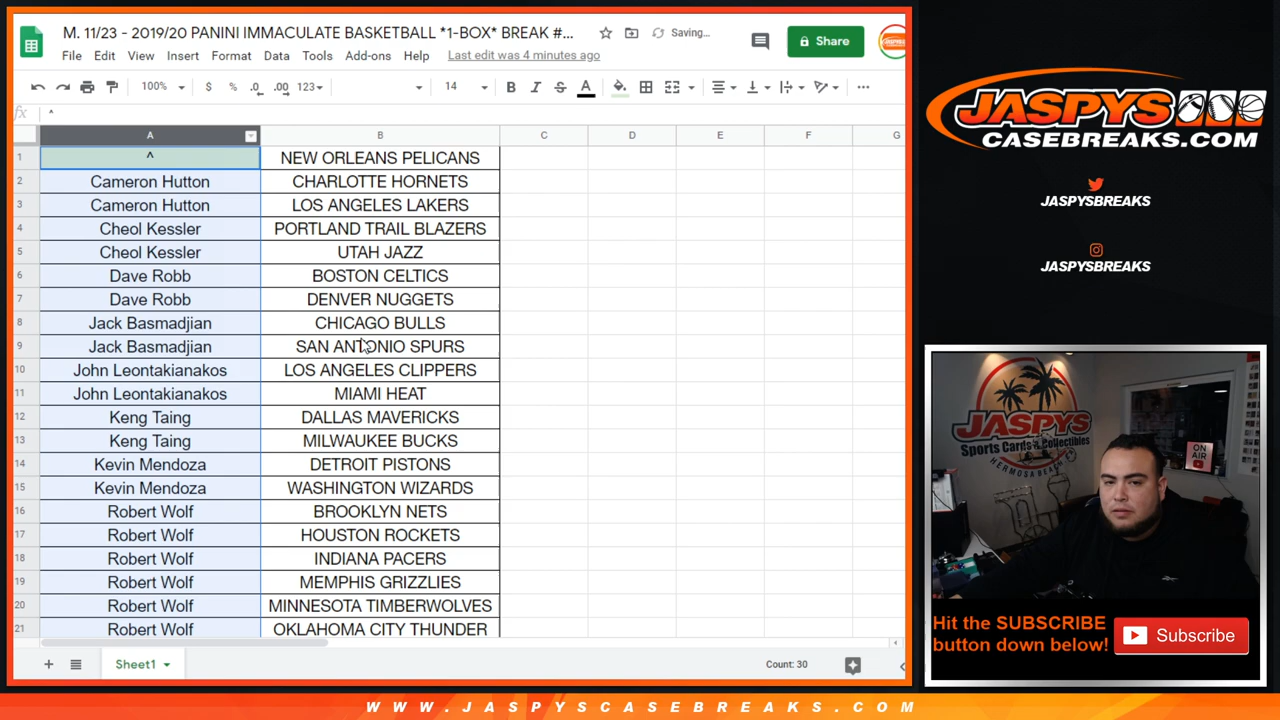 M. 11/23 - 2019/20 PANINI IMMACULATE BASKETBALL *1-BOX* BREAK #...
Saving...
Share
File Edit View Insert Format Data Tools Add-ons Help Last edit was 4 minutes ago
100% $ % .0 .00 123 14 B I S A
fx ^
A B C D E F G
1 ^ NEW ORLEANS PELICANS
2 Cameron Hutton CHARLOTTE HORNETS
3 Cameron Hutton LOS ANGELES LAKERS
4 Cheol Kessler PORTLAND TRAIL BLAZERS
5 Cheol Kessler UTAH JAZZ
6 Dave Robb BOSTON CELTICS
7 Dave Robb DENVER NUGGETS
8 Jack Basmadjian CHICAGO BULLS
9 Jack Basmadjian SAN ANTONIO SPURS
10 John Leontakianakos LOS ANGELES CLIPPERS
11 John Leontakianakos MIAMI HEAT
12 Keng Taing DALLAS MAVERICKS
13 Keng Taing MILWAUKEE BUCKS
14 Kevin Mendoza DETROIT PISTONS
15 Kevin Mendoza WASHINGTON WIZARDS
16 Robert Wolf BROOKLYN NETS
17 Robert Wolf HOUSTON ROCKETS
18 Robert Wolf INDIANA PACERS
19 Robert Wolf MEMPHIS GRIZZLIES
20 Robert Wolf MINNESOTA TIMBERWOLVES
21 Robert Wolf OKLAHOMA CITY THUNDER
Sheet1
Count: 30
JASPYS
CASEBREAKS.COM
JASPYSBREAKS
JASPYSBREAKS
JASPYS
Sports Cards & Collectibles
HERMOSA BEACH
ON AIR
Hit the SUBSCRIBE
button down below!
Subscribe
WWW.JASPYSCASEBREAKS.COM